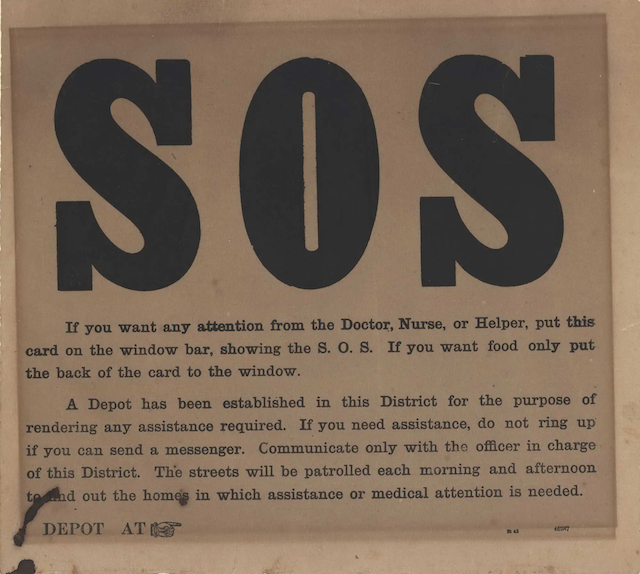 SOS
If you want any attention from the Doctor, Nurse, or Helper, put this
card on the window bar, showing the S. O. S. If you want food only put
the back of the card to the window.
A Depot has been established in this District for the purpose of
rendering any assistance required. If you need assistance, do not ring up
if you can send a messenger. Communicate only with the officer in charge
of this District. The streets will be patrolled each morning and afternoon
to find out the homes in which assistance or medical attention is needed.
DEPOT AT